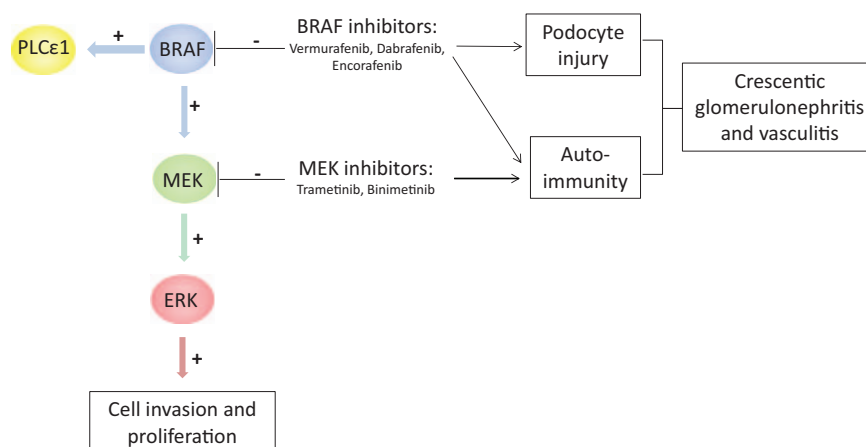 PLCε1
+
BRAF
-
BRAF inhibitors:
Vermurafenib, Dabrafenib,
Encorafenib
Podocyte
injury
Crescentic
glomerulonephritis
and vasculitis
+
MEK
-
MEK inhibitors:
Trametinib, Binimetinib
Auto-
immunity
+
ERK
+
Cell invasion and
proliferation